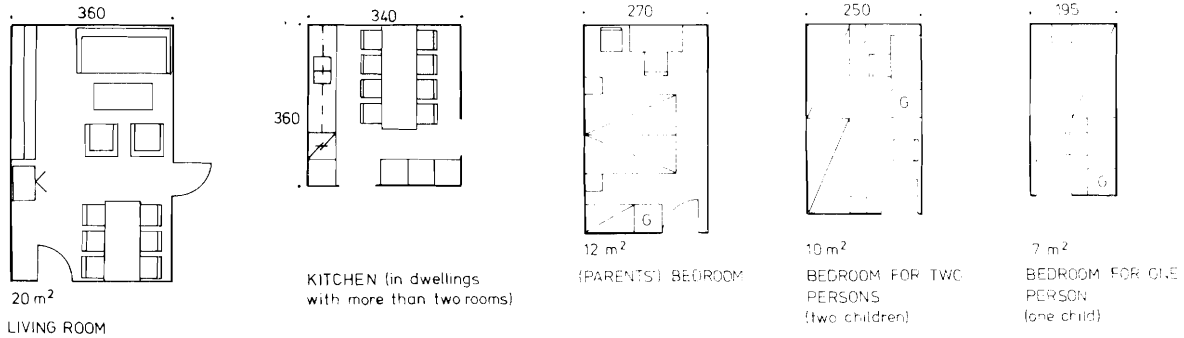 360
20 m²
LIVING ROOM
340
360
KITCHEN (in dwellings
with more than two rooms)
270
G
12 m²
(PARENTS') BEDROOM
250
G
10 m²
BEDROOM FOR TWO
PERSONS
(two children)
195
G
7 m²
BEDROOM FOR ONE
PERSON
(one child)